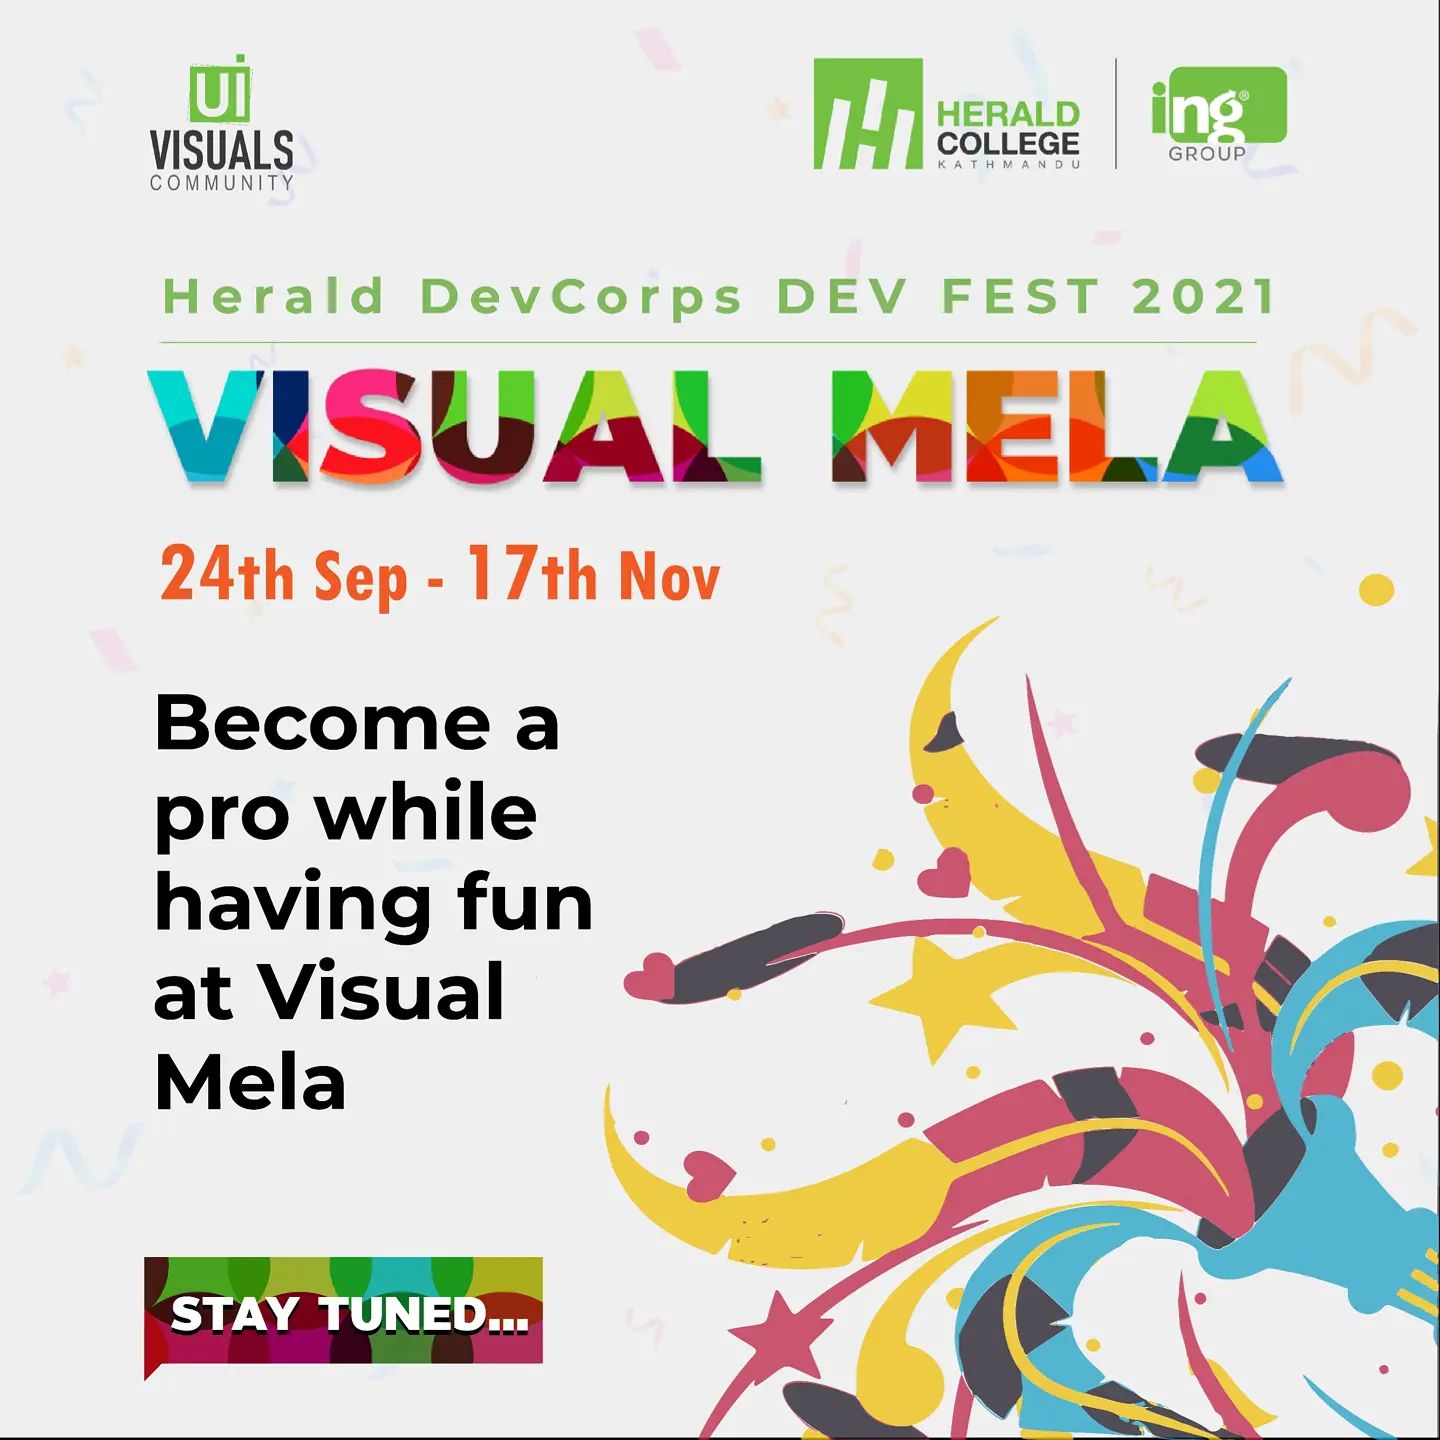 ui
VISUALS
COMMUNITY
HERALD
COLLEGE
KATHMANDU
ing®
GROUP
Herald DevCorps DEV FEST 2021
VISUAL MELA
24th Sep - 17th Nov
Become a
pro while
having fun
at Visual
Mela
STAY TUNED...